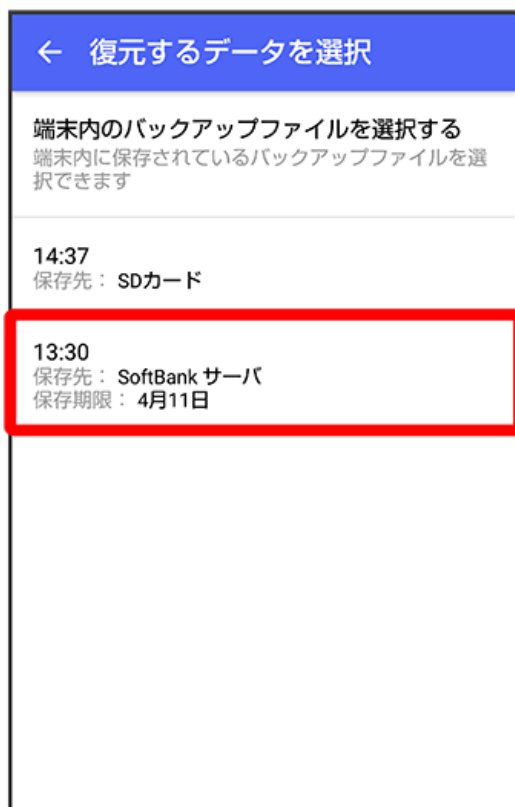 ← 復元するデータを選択
端末内のバックアップファイルを選択する
端末内に保存されているバックアップファイルを選
択できます
14:37
保存先： SDカード
13:30
保存先： SoftBank サーバ
保存期限： 4月11日